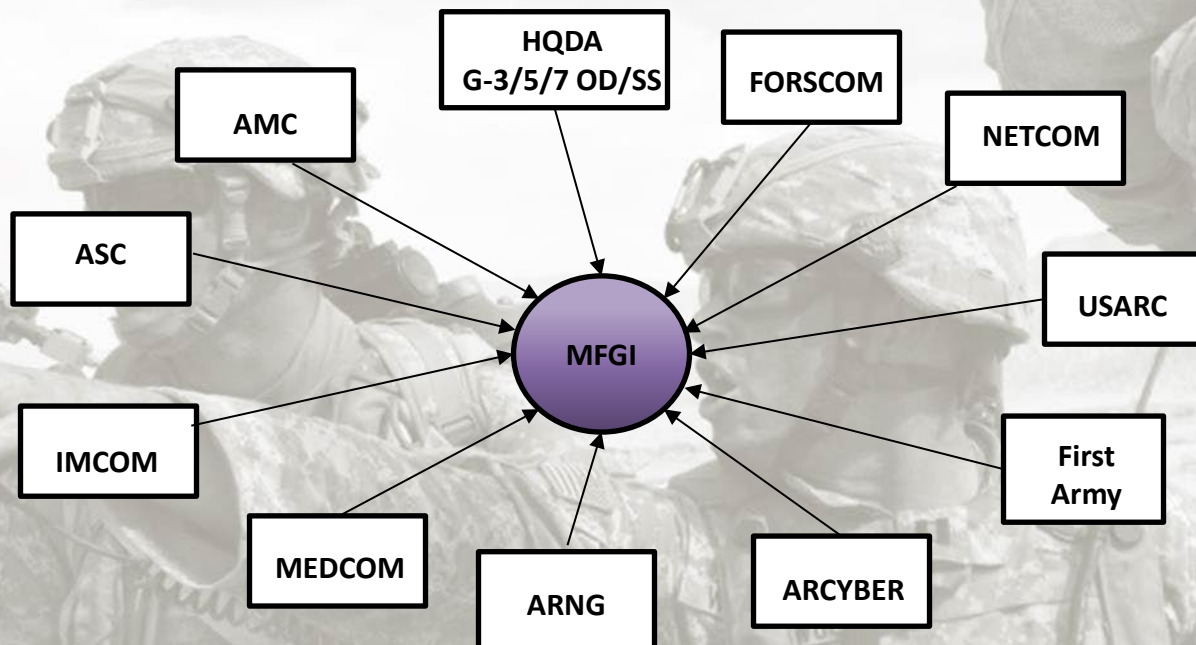 HQDA
G-3/5/7 OD/SS
FORSCOM
AMC
NETCOM
ASC
USARC
MFGI
IMCOM
First
Army
MEDCOM
ARCYBER
ARNG